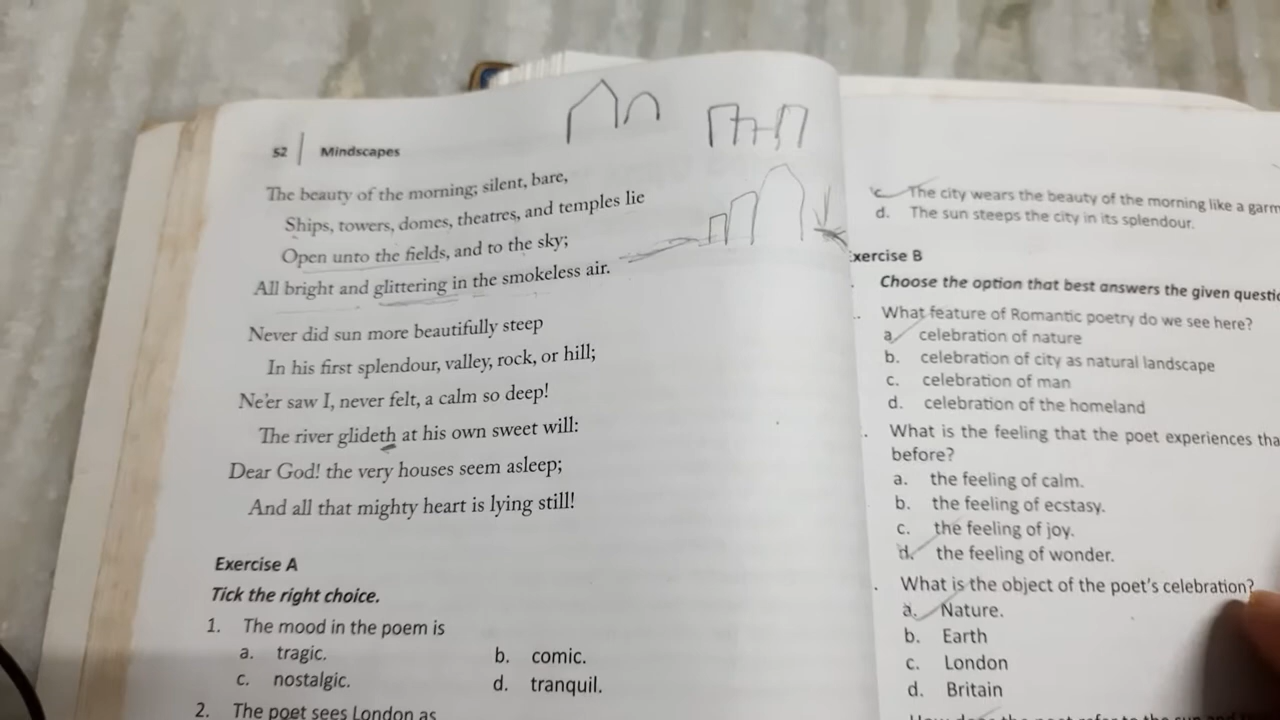 52 | Mindscapes
The beauty of the morning; silent, bare,
Ships, towers, domes, theatres, and temples lie
Open unto the fields, and to the sky;
All bright and glittering in the smokeless air.
Never did sun more beautifully steep
In his first splendour, valley, rock, or hill;
Ne'er saw I, never felt, a calm so deep!
The river glideth at his own sweet will:
Dear God! the very houses seem asleep;
And all that mighty heart is lying still!
Exercise A
Tick the right choice.
1. The mood in the poem is
a. tragic.
b. comic.
c. nostalgic.
d. tranquil.
2. The poet sees London as
c. The city wears the beauty of the morning like a
d. The sun steeps the city in its splendour.
Exercise B
Choose the option that best answers the given
What feature of Romantic poetry do we see here?
a. celebration of nature
b. celebration of city as natural landscape
c. celebration of man
d. celebration of the homeland
What is the feeling that the poet experiences
before?
a. the feeling of calm.
b. the feeling of ecstasy.
c. the feeling of joy.
d. the feeling of wonder.
What is the object of the poet's celebration?
a. Nature.
b. Earth
c. London
d. Britain